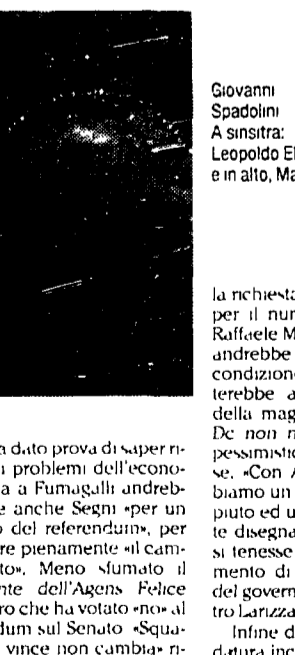 Giovanni
Spadolini
A sinsitra:
Leopoldo El
e in alto, Ma
a dato prova di saper ri-
i problemi dell'econo-
a a Fumagalli andreb-
e anche Segni «per un
o del referendum», per
re pienamente «il cam-
to». Meno sfumato il
nte dell'Agens Felice
ro che ha votato «no» al
dum sul Senato «Squa-
vince non cambia» ri-
la richiesta
per il num
Raffaele M
andrebbe
condizione
terebbe a
della mag
Dc non n
pessimistic
se. «Con A
biamo un
piuto ed u
te disegna
si tenesse
mento di
del govern
tro Larizza
Infine d
datura inc